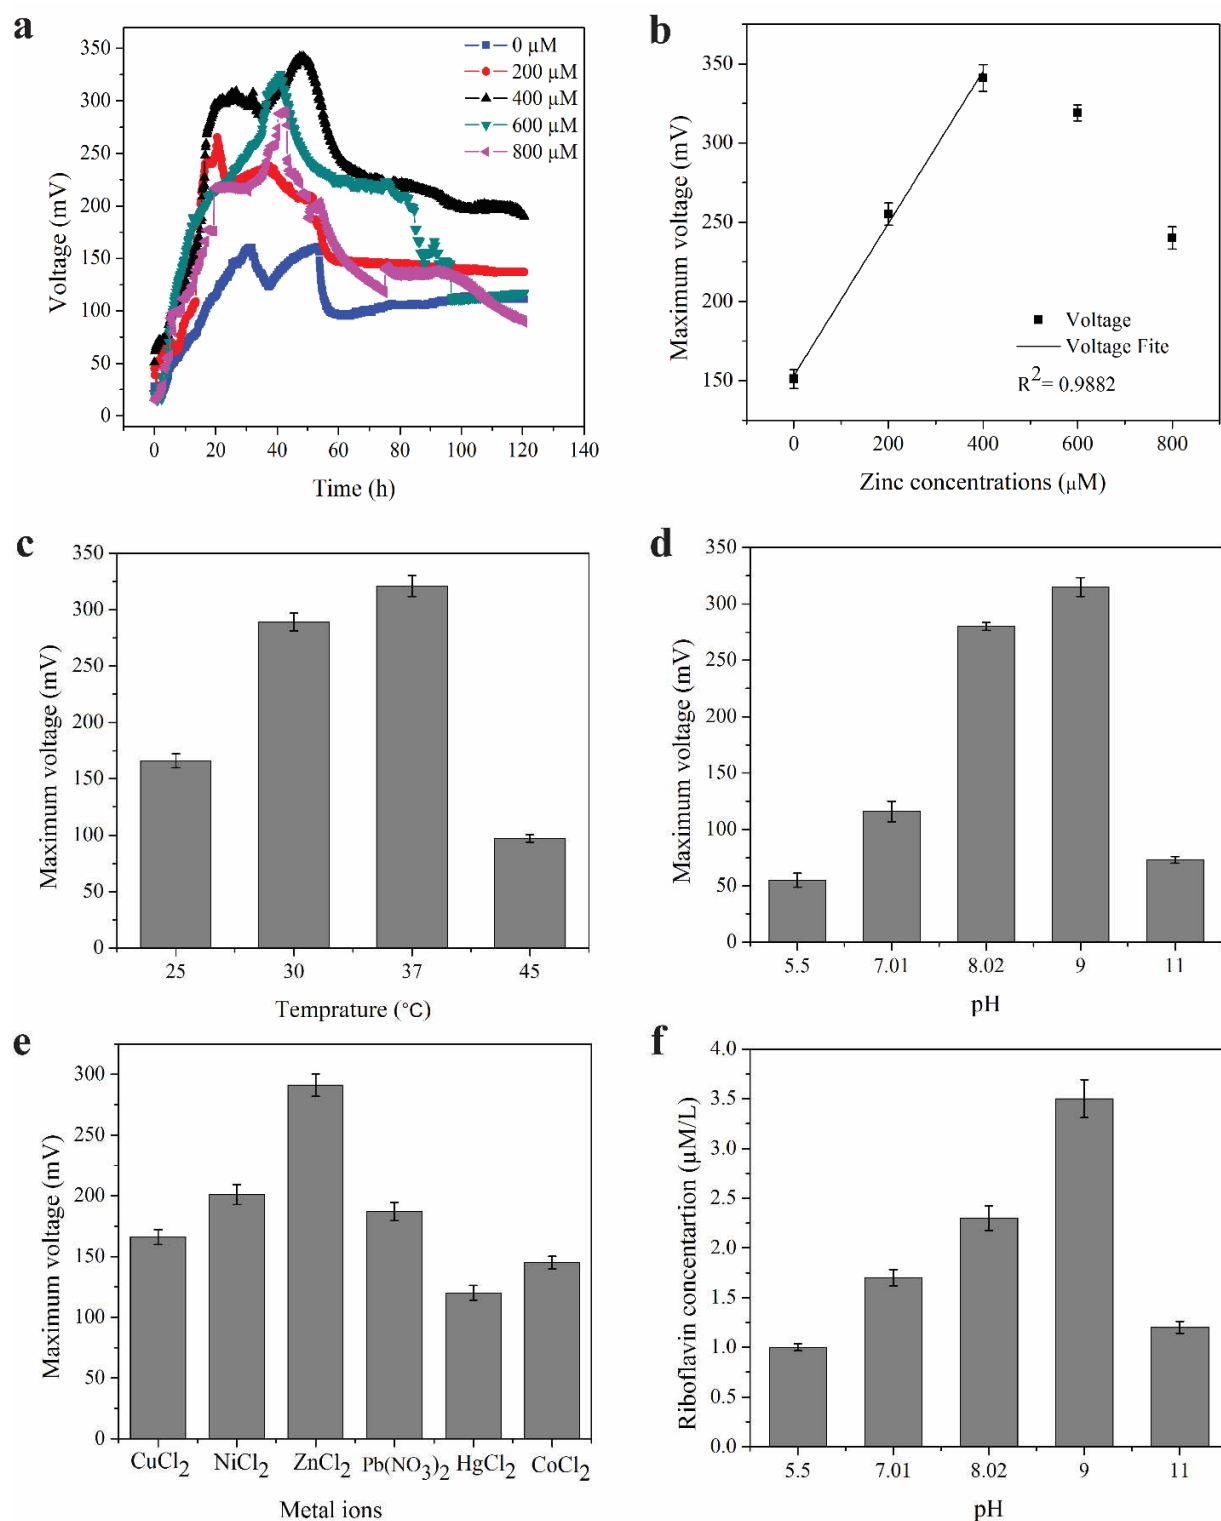 a
350
300
250
200
150
100
50
0
Voltage (mV)
0 μM
200 μM
400 μM
600 μM
800 μM
0 20 40 60 80 100 120 140
Time (h)
b
350
300
250
200
150
Maximum voltage (mV)
Voltage
Voltage Fite
R²= 0.9882
0 200 400 600 800
Zinc concentrations (μM)
c
350
300
250
200
150
100
50
0
Maximum voltage (mV)
25 30 37 45
Temprature (°C)
d
350
300
250
200
150
100
50
0
Maximum voltage (mV)
5.5 7.01 8.02 9 11
pH
e
300
250
200
150
100
50
0
Maximum voltage (mV)
CuCl₂ NiCl₂ ZnCl₂ Pb(NO₃)₂ HgCl₂ CoCl₂
Metal ions
f
4.0
3.5
3.0
2.5
2.0
1.5
1.0
0.5
0.0
Riboflavin concentartion (μM/L)
5.5 7.01 8.02 9 11
pH